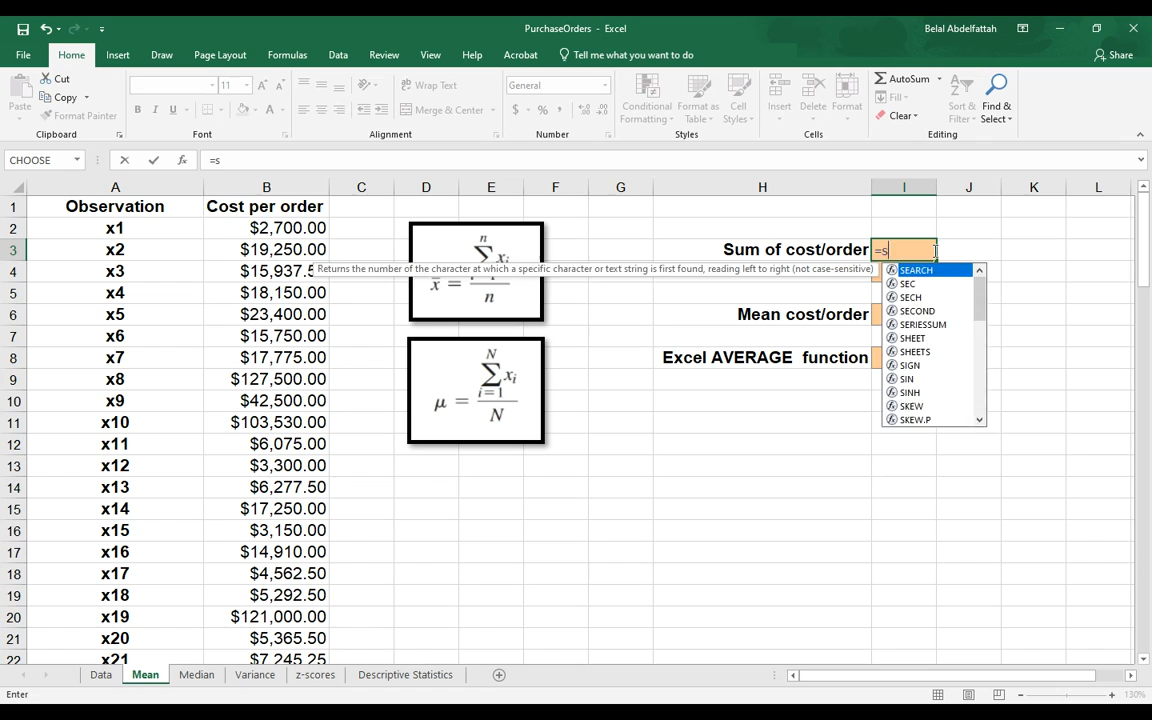 PurchaseOrders - Excel
Belal Abdelfattah
File Home Insert Draw Page Layout Formulas Data Review View Help Acrobat Tell me what you want to do Share
Paste
Cut
Copy
Format Painter
Clipboard
11
A A
B I U
A
Font
Wrap Text
Merge & Center
Alignment
General
$ % ,
Number
Conditional Formatting
Format as Table
Cell Styles
Styles
Insert
Delete
Format
Cells
AutoSum
Fill
Clear
Sort & Filter
Find & Select
Editing
CHOOSE fx =s
A B C D E F G H I J K L
1 Observation Cost per order
2 x1 $2,700.00
3 x2 $19,250.00 Sum of cost/order =s
Returns the number of the character at which a specific character or text string is first found, reading left to right (not case-sensitive)
4 x3 $15,937.5
5 x4 $18,150.00
6 x5 $23,400.00 Mean cost/order
7 x6 $15,750.00
8 x7 $17,775.00 Excel AVERAGE function
9 x8 $127,500.00
10 x9 $42,500.00
11 x10 $103,530.00
12 x11 $6,075.00
13 x12 $3,300.00
14 x13 $6,277.50
15 x14 $17,250.00
16 x15 $3,150.00
17 x16 $14,910.00
18 x17 $4,562.50
19 x18 $5,292.50
20 x19 $121,000.00
21 x20 $5,365.50
22 x21 $7,245.25
n
∑ xᵢ
x̄ =
n
N
∑ xᵢ
i=1
μ =
N
SEARCH
SEC
SECH
SECOND
SERIESSUM
SHEET
SHEETS
SIGN
SIN
SINH
SKEW
SKEW.P
Data Mean Median Variance z-scores Descriptive Statistics
Enter
130%